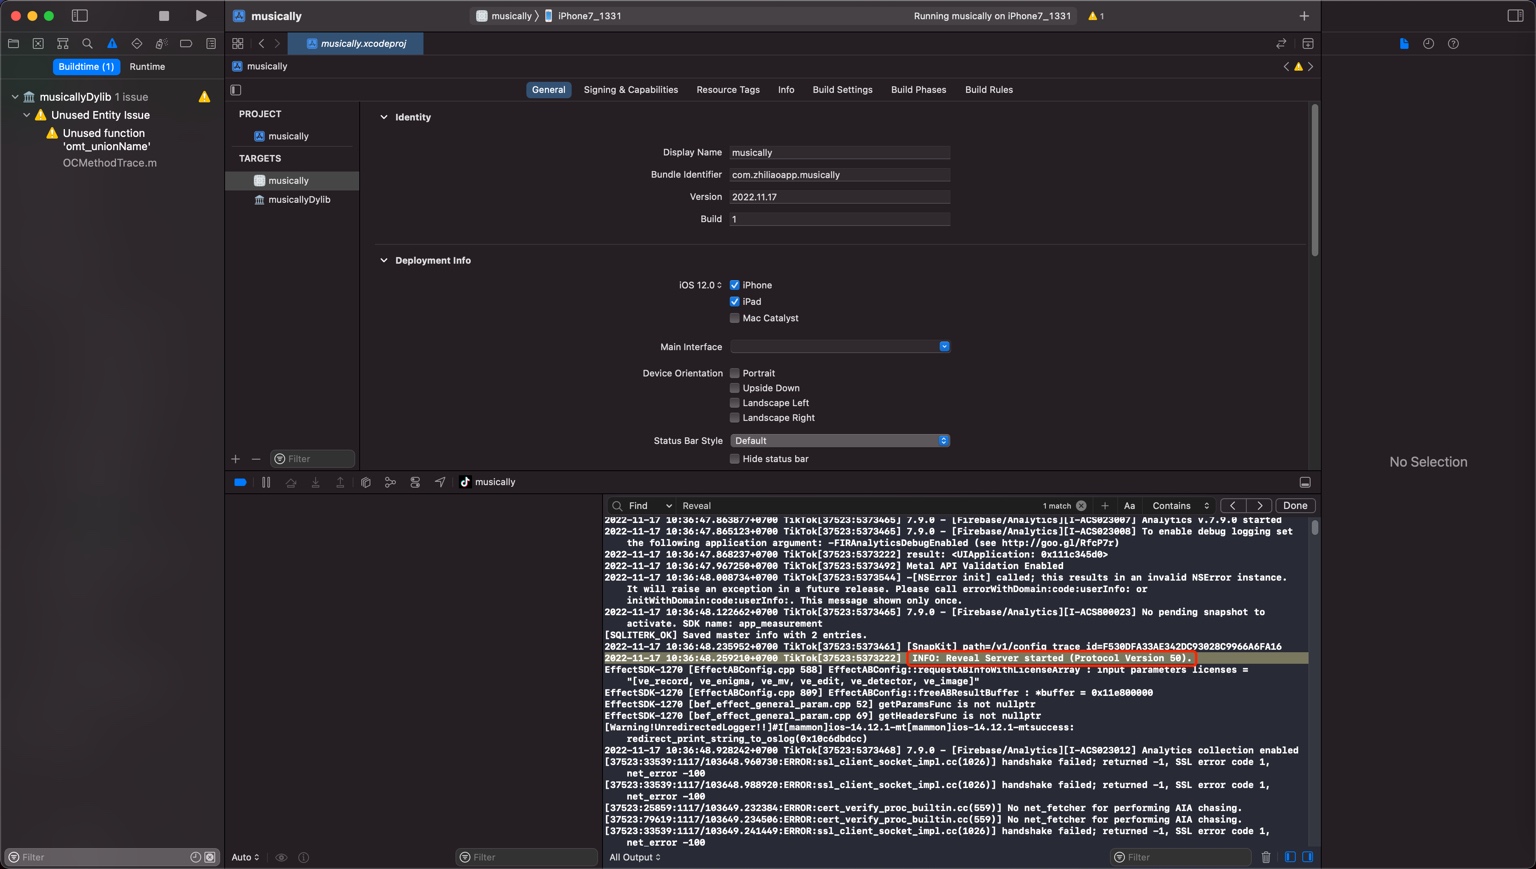 musically
musically 〉 iPhone7_1331
Running musically on iPhone7_1331
1
Buildtime (1)
Runtime
musicallyDylib 1 issue
Unused Entity Issue
Unused function
'omt_unionName'
OCMethodTrace.m
Filter
musically.xcodeproj
musically
General
Signing & Capabilities
Resource Tags
Info
Build Settings
Build Phases
Build Rules
PROJECT
musically
TARGETS
musically
musicallyDylib
Filter
Identity
Display Name musically
Bundle Identifier com.zhiliaoapp.musically
Version 2022.11.17
Build 1
Deployment Info
iOS 12.0 iPhone
iPad
Mac Catalyst
Main Interface
Device Orientation Portrait
Upside Down
Landscape Left
Landscape Right
Status Bar Style Default
Hide status bar
No Selection
musically
Find Reveal 1 match Aa Contains Done
2022-11-17 10:36:47.863877+0700 TikTok[37523:5373465] 7.9.0 - [Firebase/Analytics][I-ACS023007] Analytics v.7.9.0 started
2022-11-17 10:36:47.865123+0700 TikTok[37523:5373465] 7.9.0 - [Firebase/Analytics][I-ACS023008] To enable debug logging set
the following application argument: -FIRAnalyticsDebugEnabled (see http://goo.gl/RfcP7r)
2022-11-17 10:36:47.868237+0700 TikTok[37523:5373222] result: <UIApplication: 0x111c345d0>
2022-11-17 10:36:47.967250+0700 TikTok[37523:5373492] Metal API Validation Enabled
2022-11-17 10:36:48.008734+0700 TikTok[37523:5373544] -[NSError init] called; this results in an invalid NSError instance.
It will raise an exception in a future release. Please call errorWithDomain:code:userInfo: or
initWithDomain:code:userInfo:. This message shown only once.
2022-11-17 10:36:48.122662+0700 TikTok[37523:5373465] 7.9.0 - [Firebase/Analytics][I-ACS800023] No pending snapshot to
activate. SDK name: app_measurement
[SQLITERK_OK] Saved master info with 2 entries.
2022-11-17 10:36:48.235952+0700 TikTok[37523:5373461] [SnapKit] path=/v1/config trace_id=F530DFA33AE342DC93028C9966A6FA16
2022-11-17 10:36:48.259210+0700 TikTok[37523:5373222] INFO: Reveal Server started (Protocol Version 50).
EffectSDK-1270 [EffectABConfig.cpp 588] EffectABConfig::requestABInfoWithLicenseArray : input parameters licenses =
"[ve_record, ve_enigma, ve_mv, ve_edit, ve_detector, ve_image]"
EffectSDK-1270 [EffectABConfig.cpp 809] EffectABConfig::freeABResultBuffer : *buffer = 0x11e800000
EffectSDK-1270 [bef_effect_general_param.cpp 52] getParamsFunc is not nullptr
EffectSDK-1270 [bef_effect_general_param.cpp 69] getHeadersFunc is not nullptr
[Warning!UnredirectedLogger!!]#I[mammon]ios-14.12.1-mt[mammon]ios-14.12.1-mtsuccess:
redirect_print_string_to_oslog(0x10c6dbdcc)
2022-11-17 10:36:48.928242+0700 TikTok[37523:5373468] 7.9.0 - [Firebase/Analytics][I-ACS023012] Analytics collection enabled
[37523:33539:1117/103648.960730:ERROR:ssl_client_socket_impl.cc(1026)] handshake failed; returned -1, SSL error code 1,
net_error -100
[37523:33539:1117/103648.988920:ERROR:ssl_client_socket_impl.cc(1026)] handshake failed; returned -1, SSL error code 1,
net_error -100
[37523:25859:1117/103649.232384:ERROR:cert_verify_proc_builtin.cc(559)] No net_fetcher for performing AIA chasing.
[37523:79619:1117/103649.234506:ERROR:cert_verify_proc_builtin.cc(559)] No net_fetcher for performing AIA chasing.
[37523:33539:1117/103649.241449:ERROR:ssl_client_socket_impl.cc(1026)] handshake failed; returned -1, SSL error code 1,
net_error -100
Auto
Filter
All Output
Filter